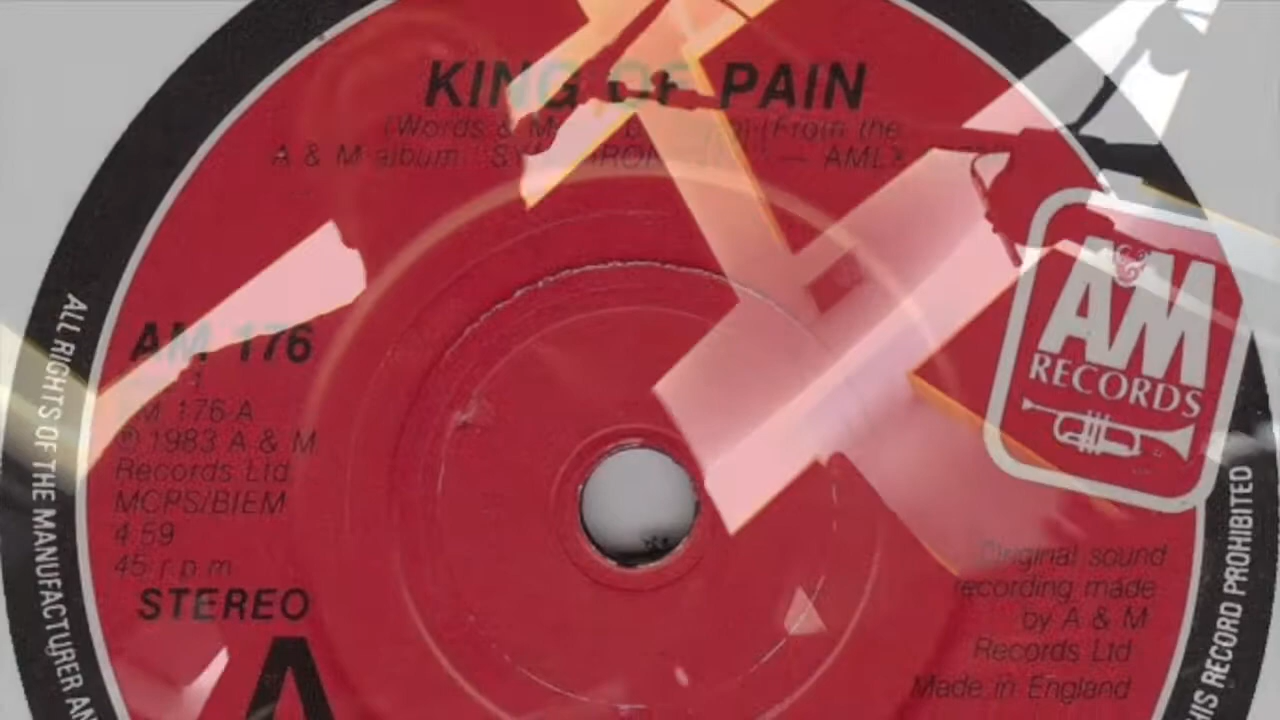 KING OF PAIN
(Words & (From the
A & M album: — AML
AM 176
AM 176 A
℗ 1983 A & M
Records Ltd
MCPS/BIEM
4.59
45 r.p.m.
STEREO
A
AM
RECORDS
Original sound
recording made
by A & M
Records Ltd
Made in England
ALL RIGHTS OF THE MANUFACTURER AN
IS RECORD PROHIBITED